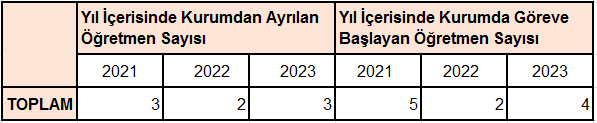 Yıl İçerisinde Kurumdan Ayrılan Öğretmen Sayısı
Yıl İçerisinde Kurumda Göreve Başlayan Öğretmen Sayısı
2021 2022 2023 2021 2022 2023
TOPLAM 3 2 3 5 2 4